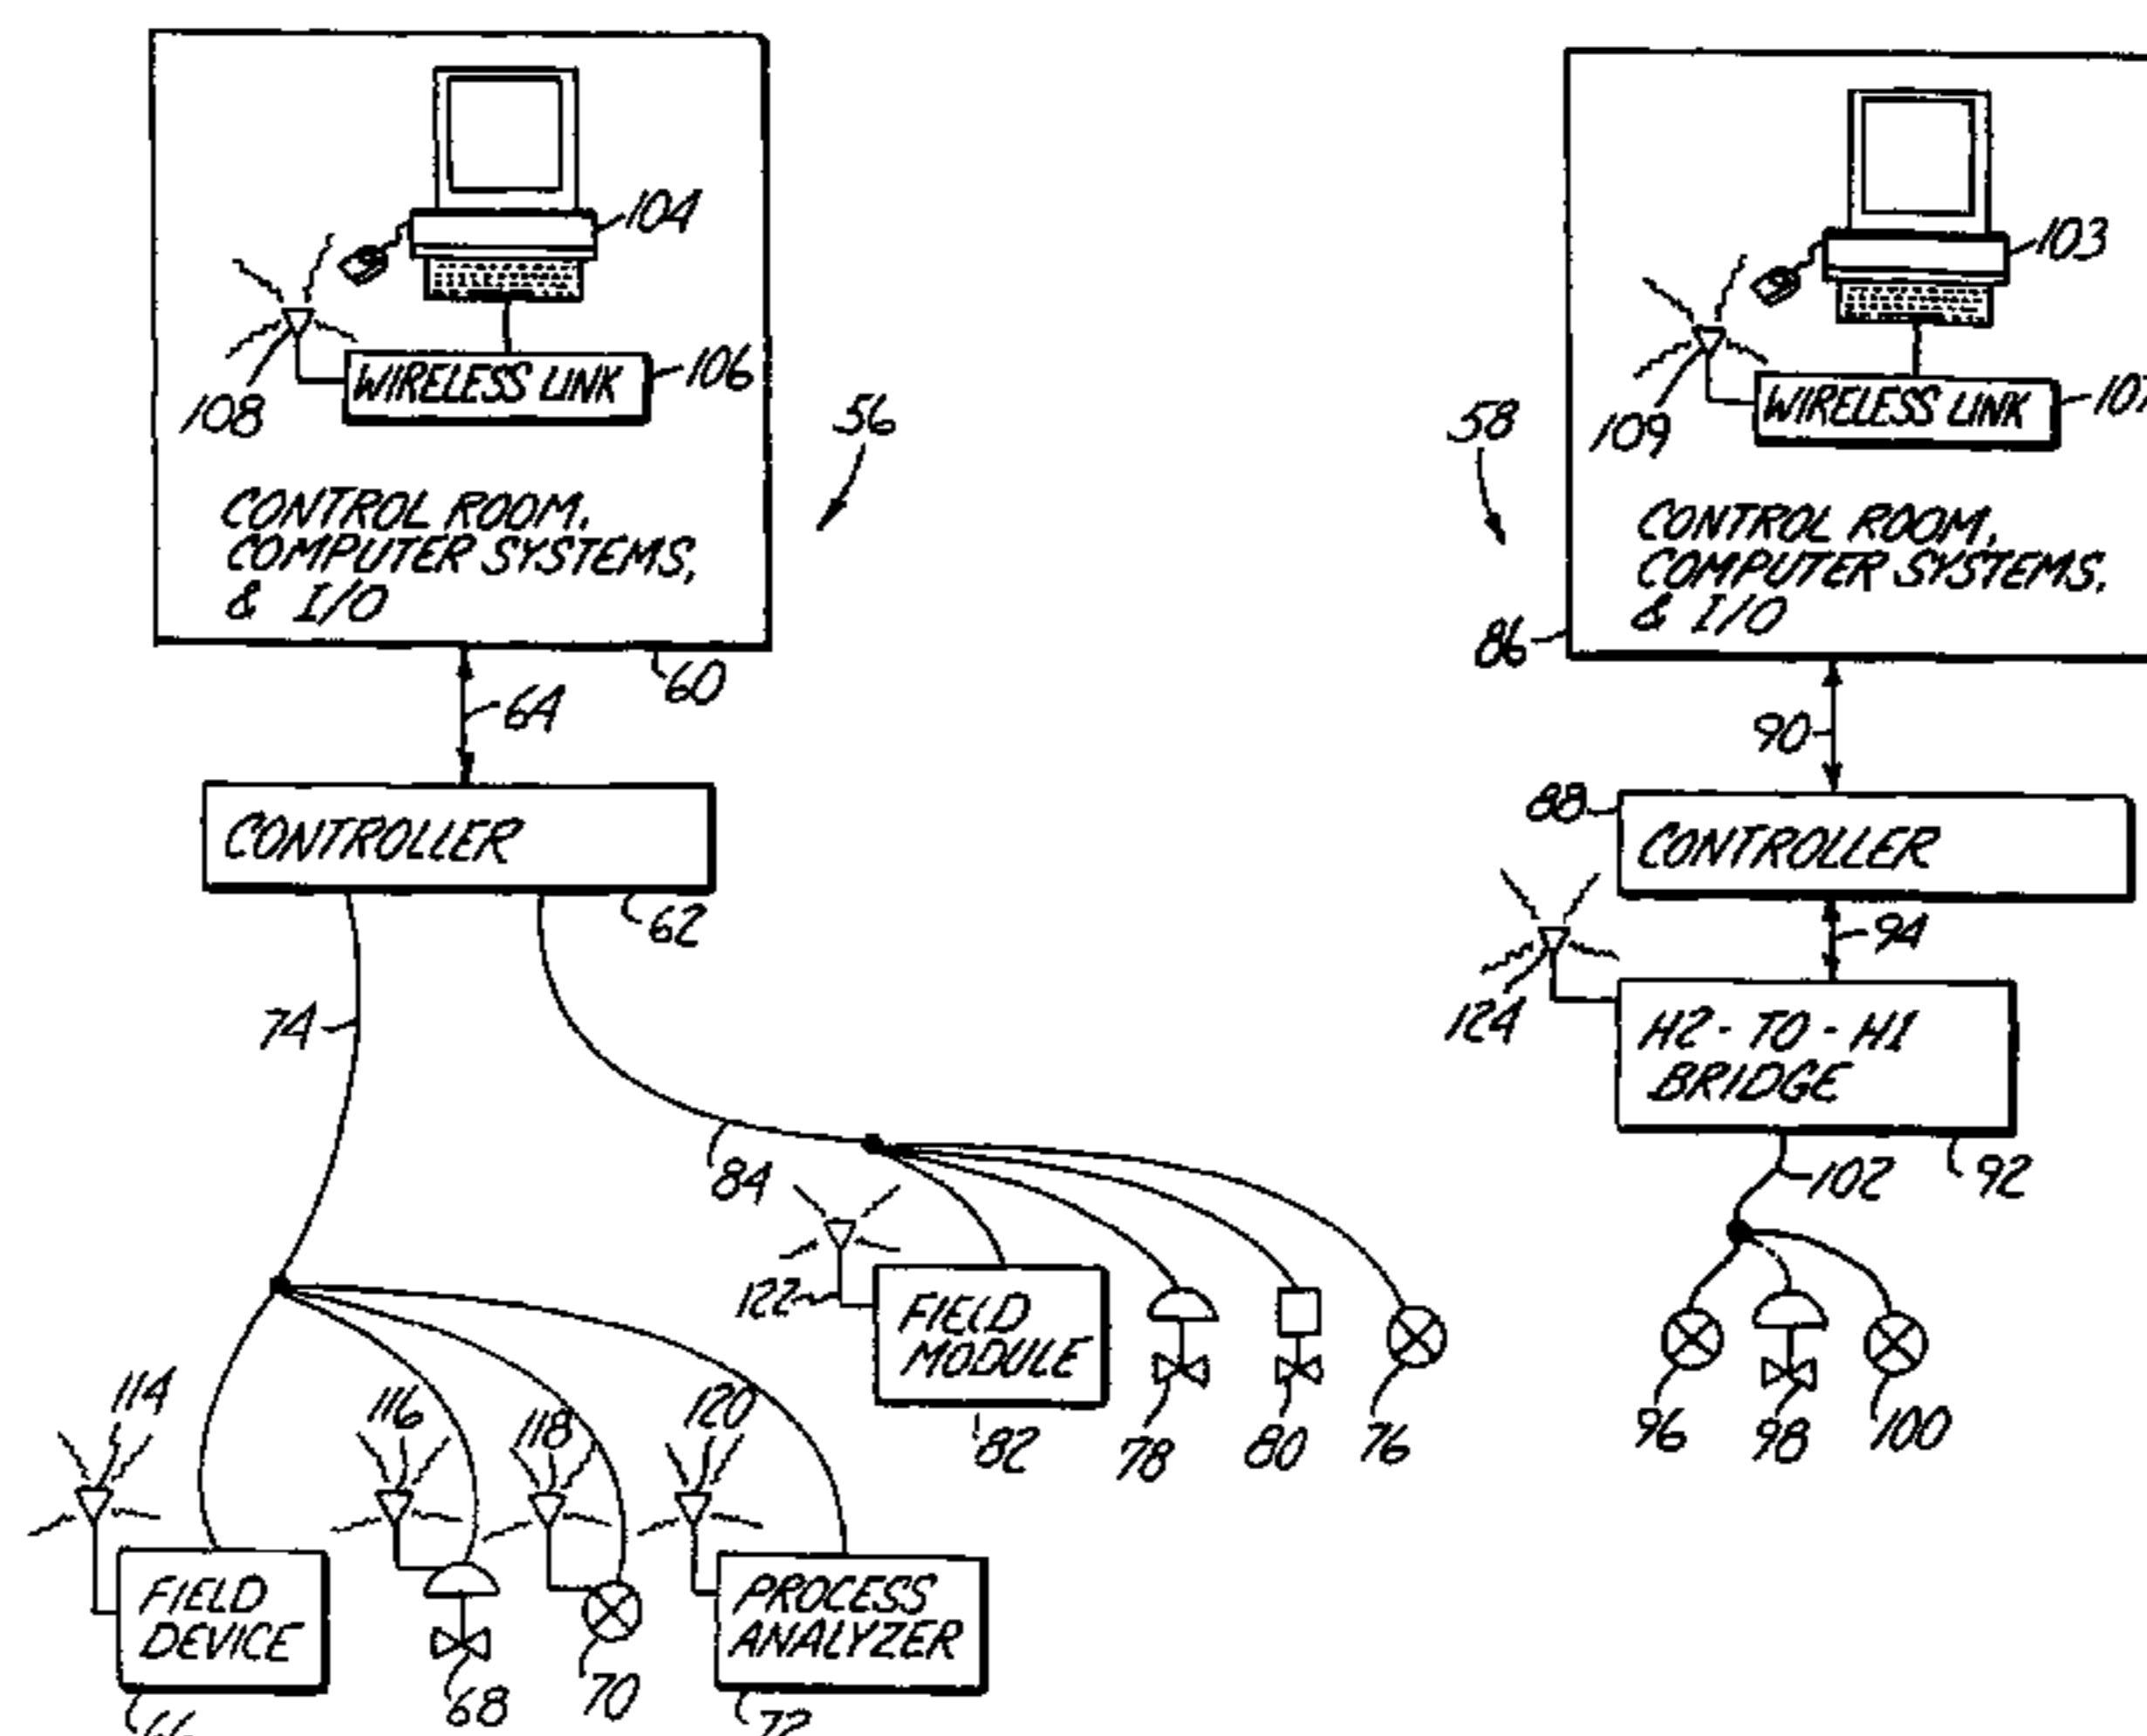 104
103
WIRELESS LINK
106
108
56
58
109
WIRELESS LINK
CONTROL ROOM,
COMPUTER SYSTEMS,
& I/O
CONTROL ROOM,
COMPUTER SYSTEMS,
& I/O
86
60
64
90
88
CONTROLLER
CONTROLLER
62
94
74
124
H2-TO-H1
BRIDGE
84
102
92
122
FIELD
MODULE
114
116
118
120
82
78
80
76
96
98
100
FIELD
DEVICE
PROCESS
ANALYZER
68
70
72